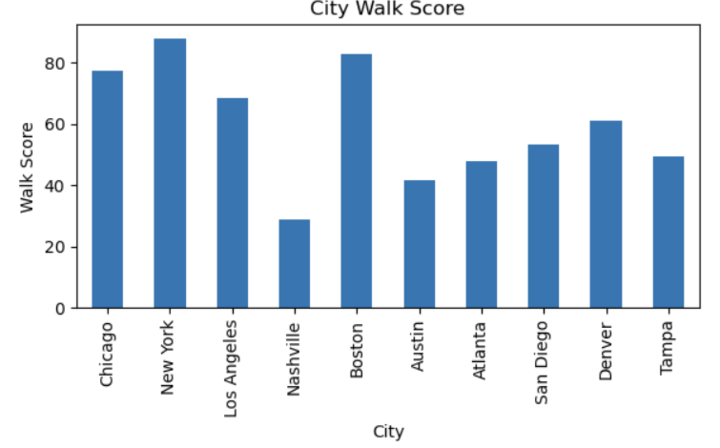 City Walk Score
Walk Score
80
60
40
20
0
Chicago
New York
Los Angeles
Nashville
Boston
Austin
Atlanta
San Diego
Denver
Tampa
City